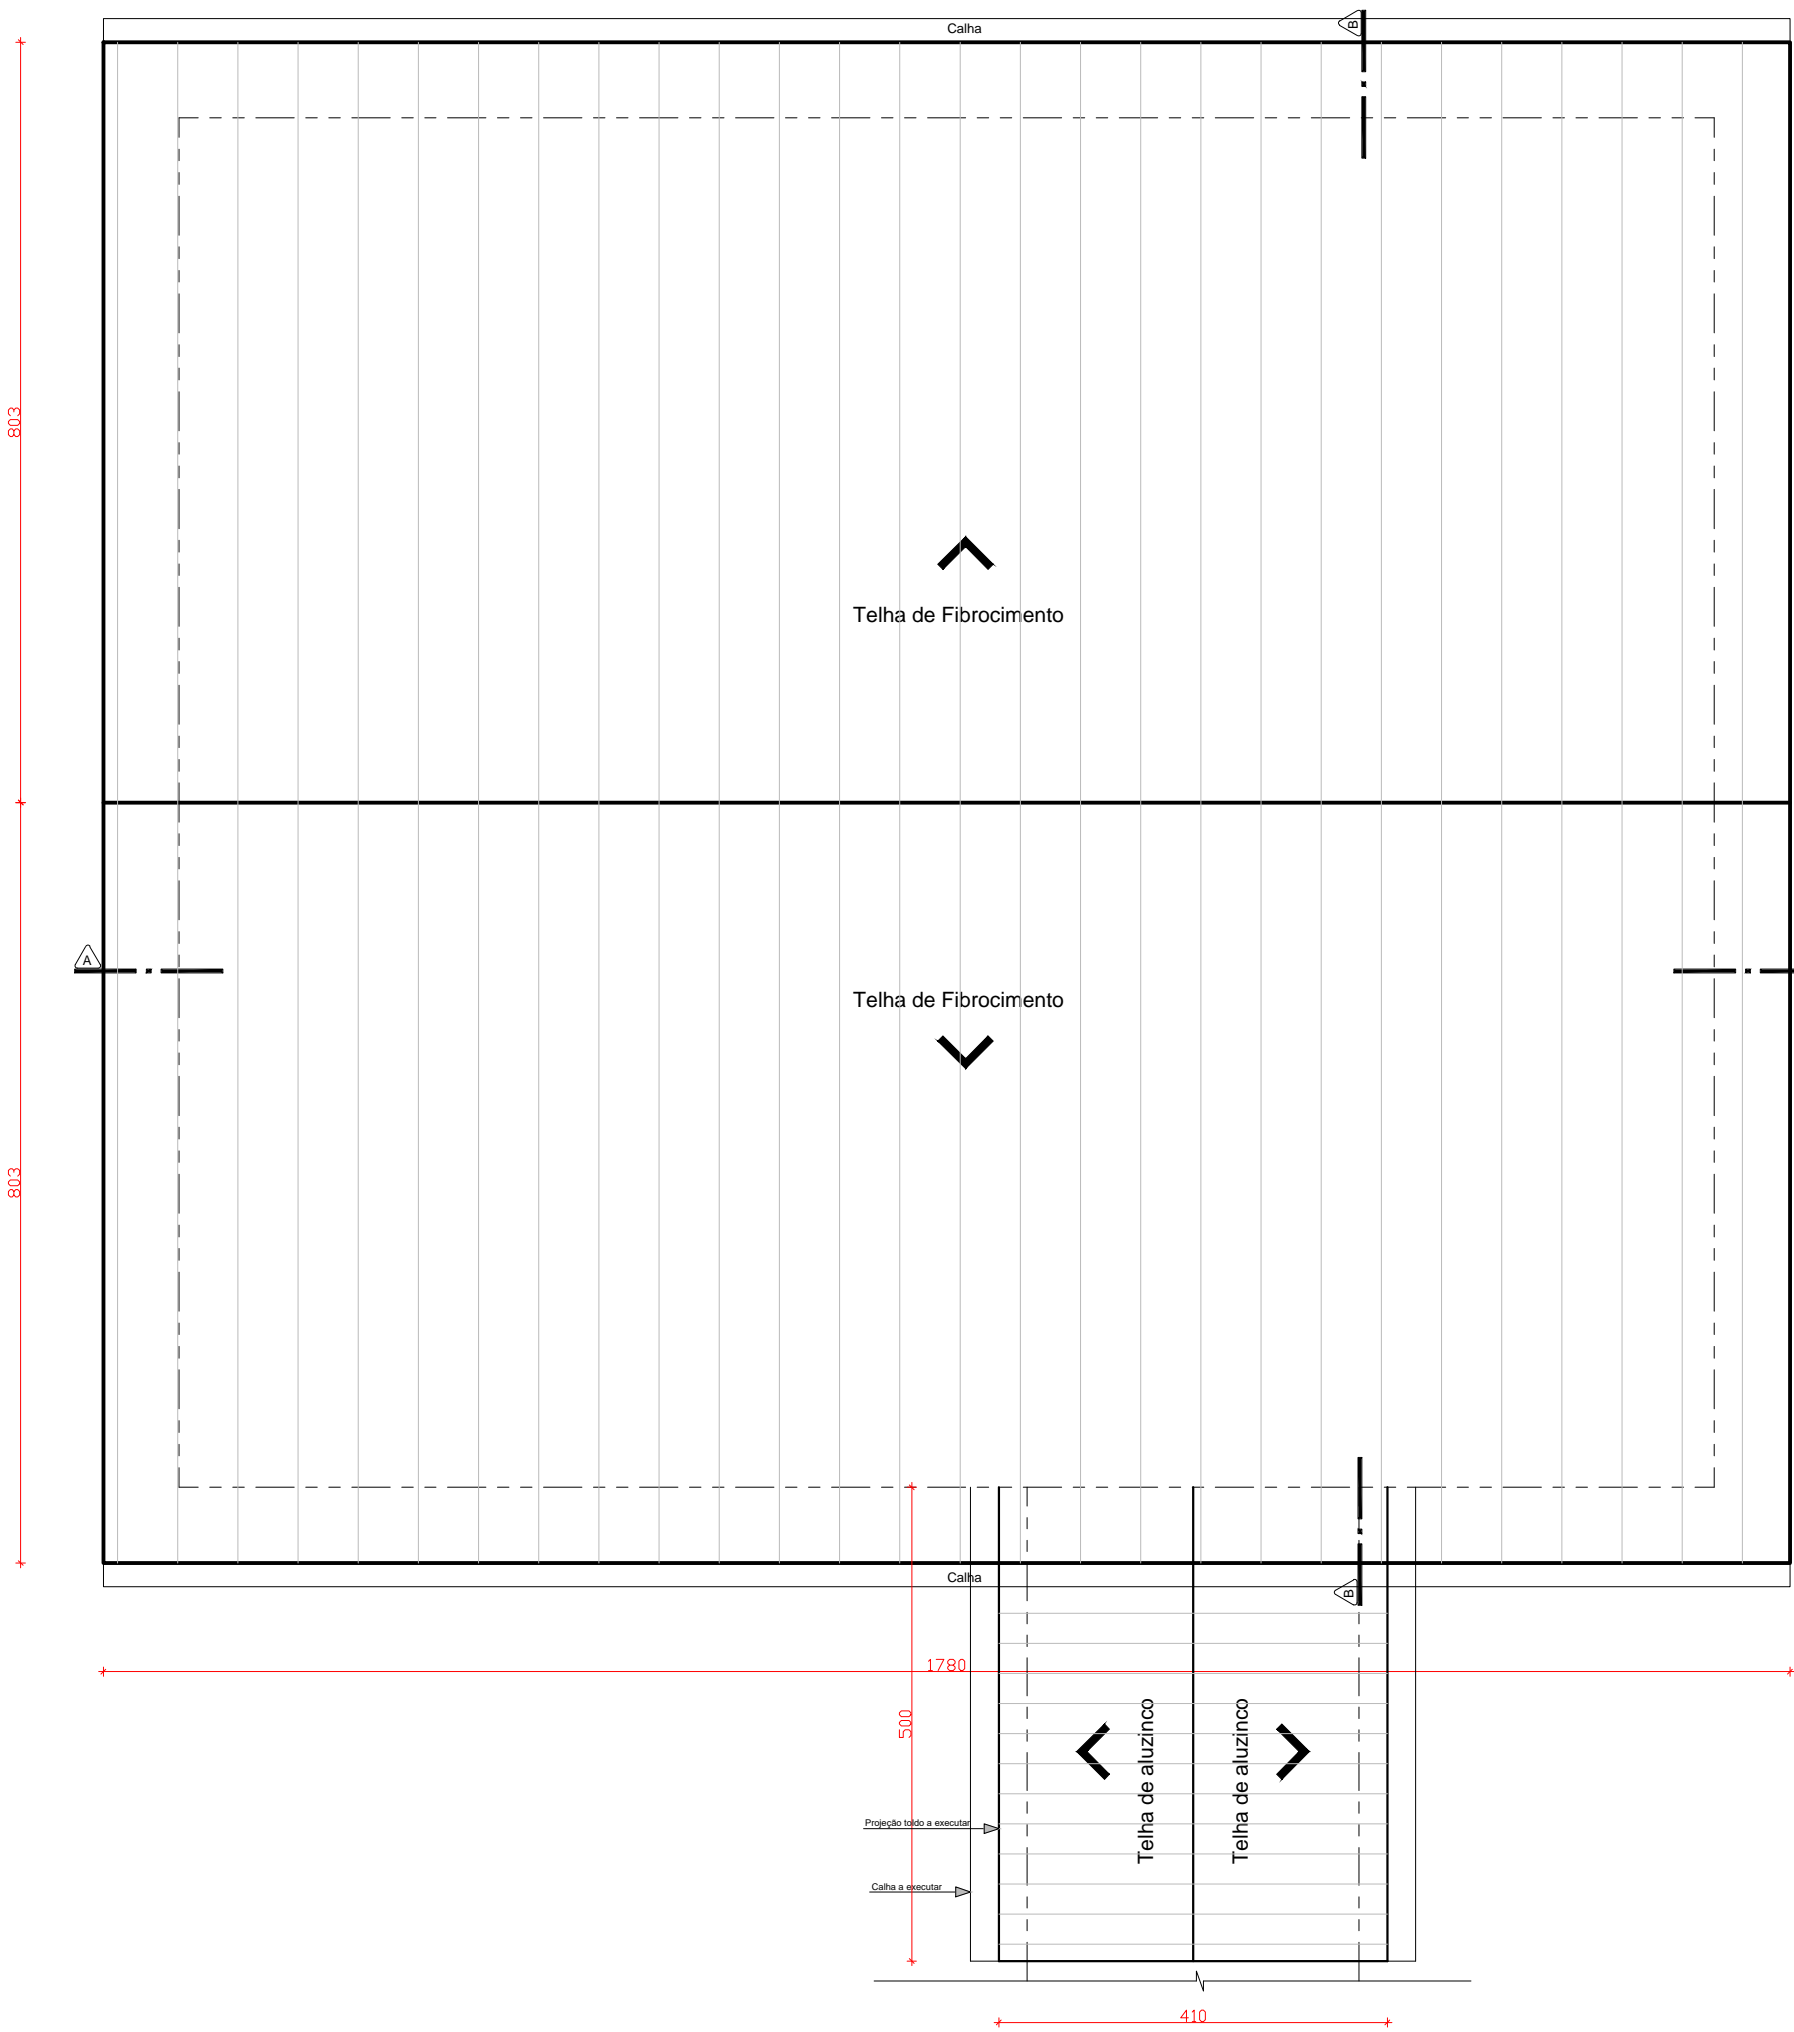 Calha
B
803
Telha de Fibrocimento
A
Telha de Fibrocimento
803
Calha
B
1780
500
Telha de aluzinco
Telha de aluzinco
Projeção toldo a executar
Calha a executar
410